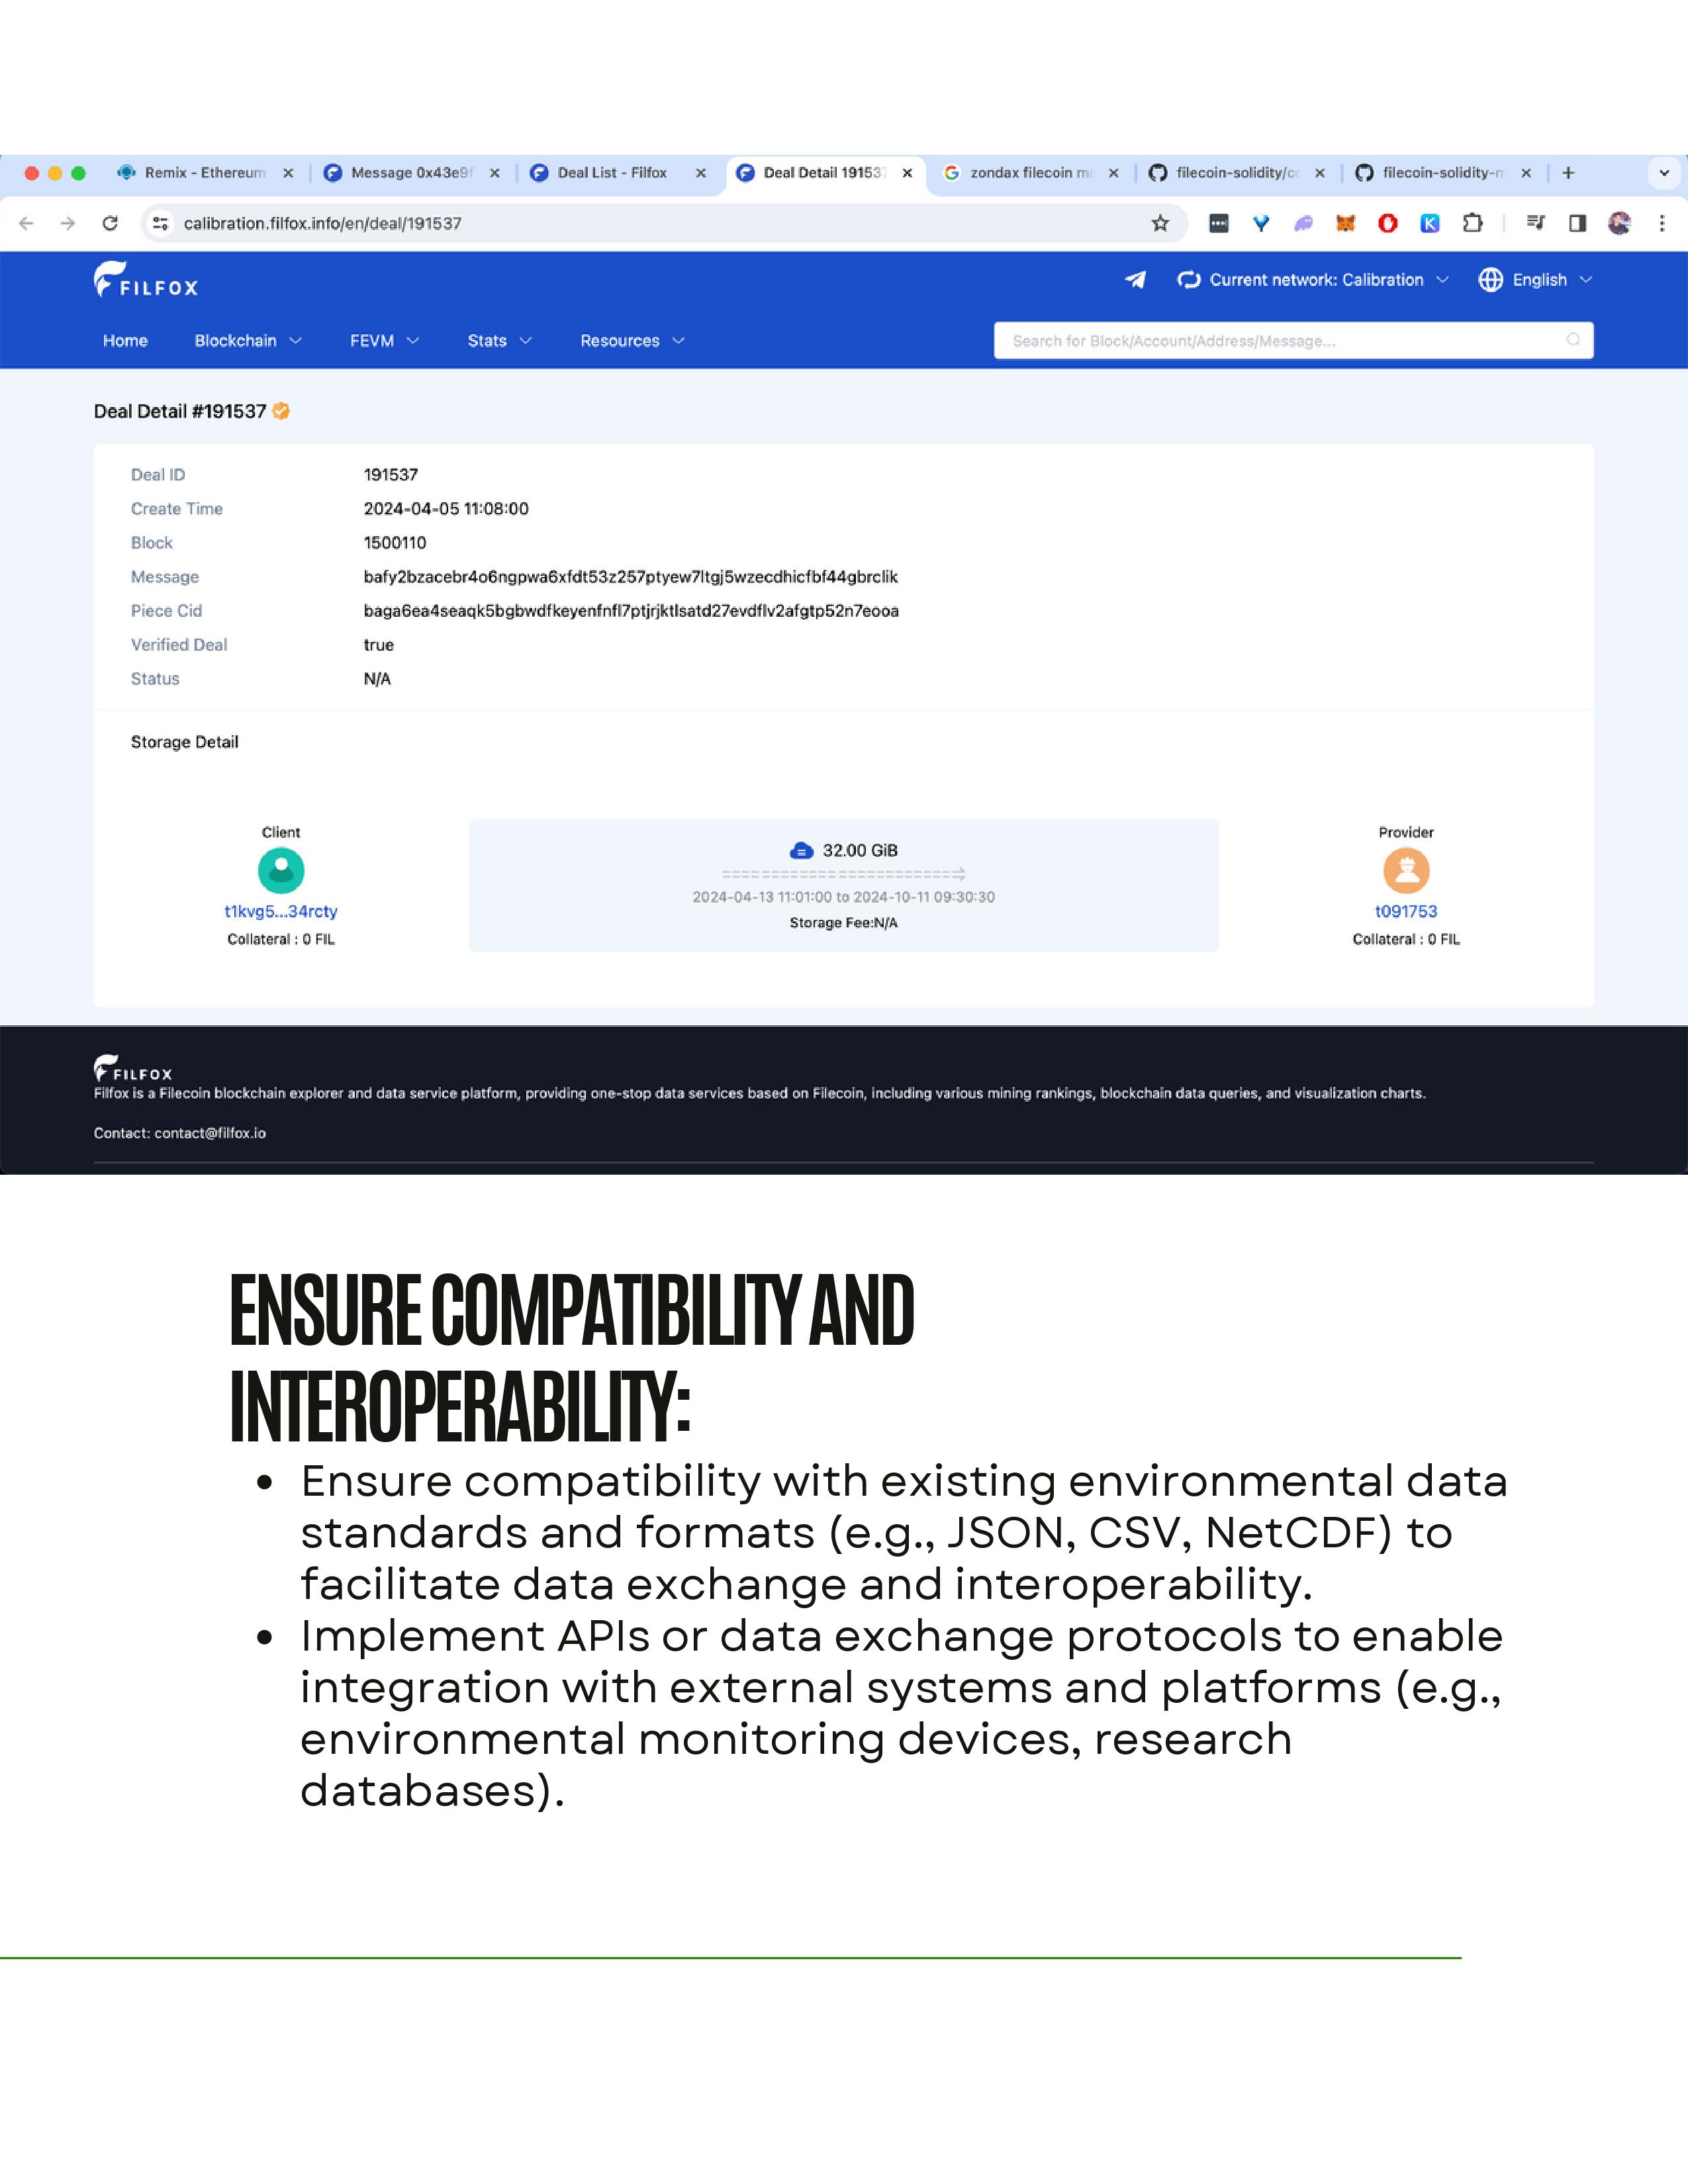 Remix - Ethereum
Message 0x43e9f
Deal List - Filfox
Deal Detail 191537
zondax filecoin m
filecoin-solidity/c
filecoin-solidity-m
calibration.filfox.info/en/deal/191537
FILFOX
Current network: Calibration
English
Home
Blockchain
FEVM
Stats
Resources
Search for Block/Account/Address/Message...
Deal Detail #191537
Deal ID 191537
Create Time 2024-04-05 11:08:00
Block 1500110
Message bafy2bzacebr4o6ngpwa6xfdt53z257ptyew7ltgj5wzecdhicfbf44gbrclik
Piece Cid baga6ea4seaqk5bgbwdfkeyenfnfl7ptjrjktlsatd27evdflv2afgtp52n7eooa
Verified Deal true
Status N/A
Storage Detail
Client
t1kvg5...34rcty
Collateral : 0 FIL
32.00 GiB
2024-04-13 11:01:00 to 2024-10-11 09:30:30
Storage Fee:N/A
Provider
t091753
Collateral : 0 FIL
FILFOX
Filfox is a Filecoin blockchain explorer and data service platform, providing one-stop data services based on Filecoin, including various mining rankings, blockchain data queries, and visualization charts.
Contact: contact@filfox.io
ENSURE COMPATIBILITY AND
INTEROPERABILITY:
• Ensure compatibility with existing environmental data
standards and formats (e.g., JSON, CSV, NetCDF) to
facilitate data exchange and interoperability.
• Implement APIs or data exchange protocols to enable
integration with external systems and platforms (e.g.,
environmental monitoring devices, research
databases).